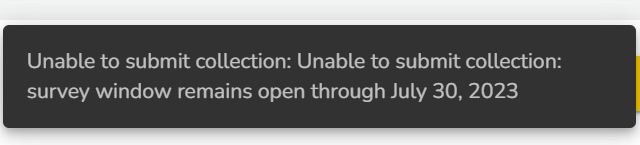 Unable to submit collection: Unable to submit collection:
survey window remains open through July 30, 2023